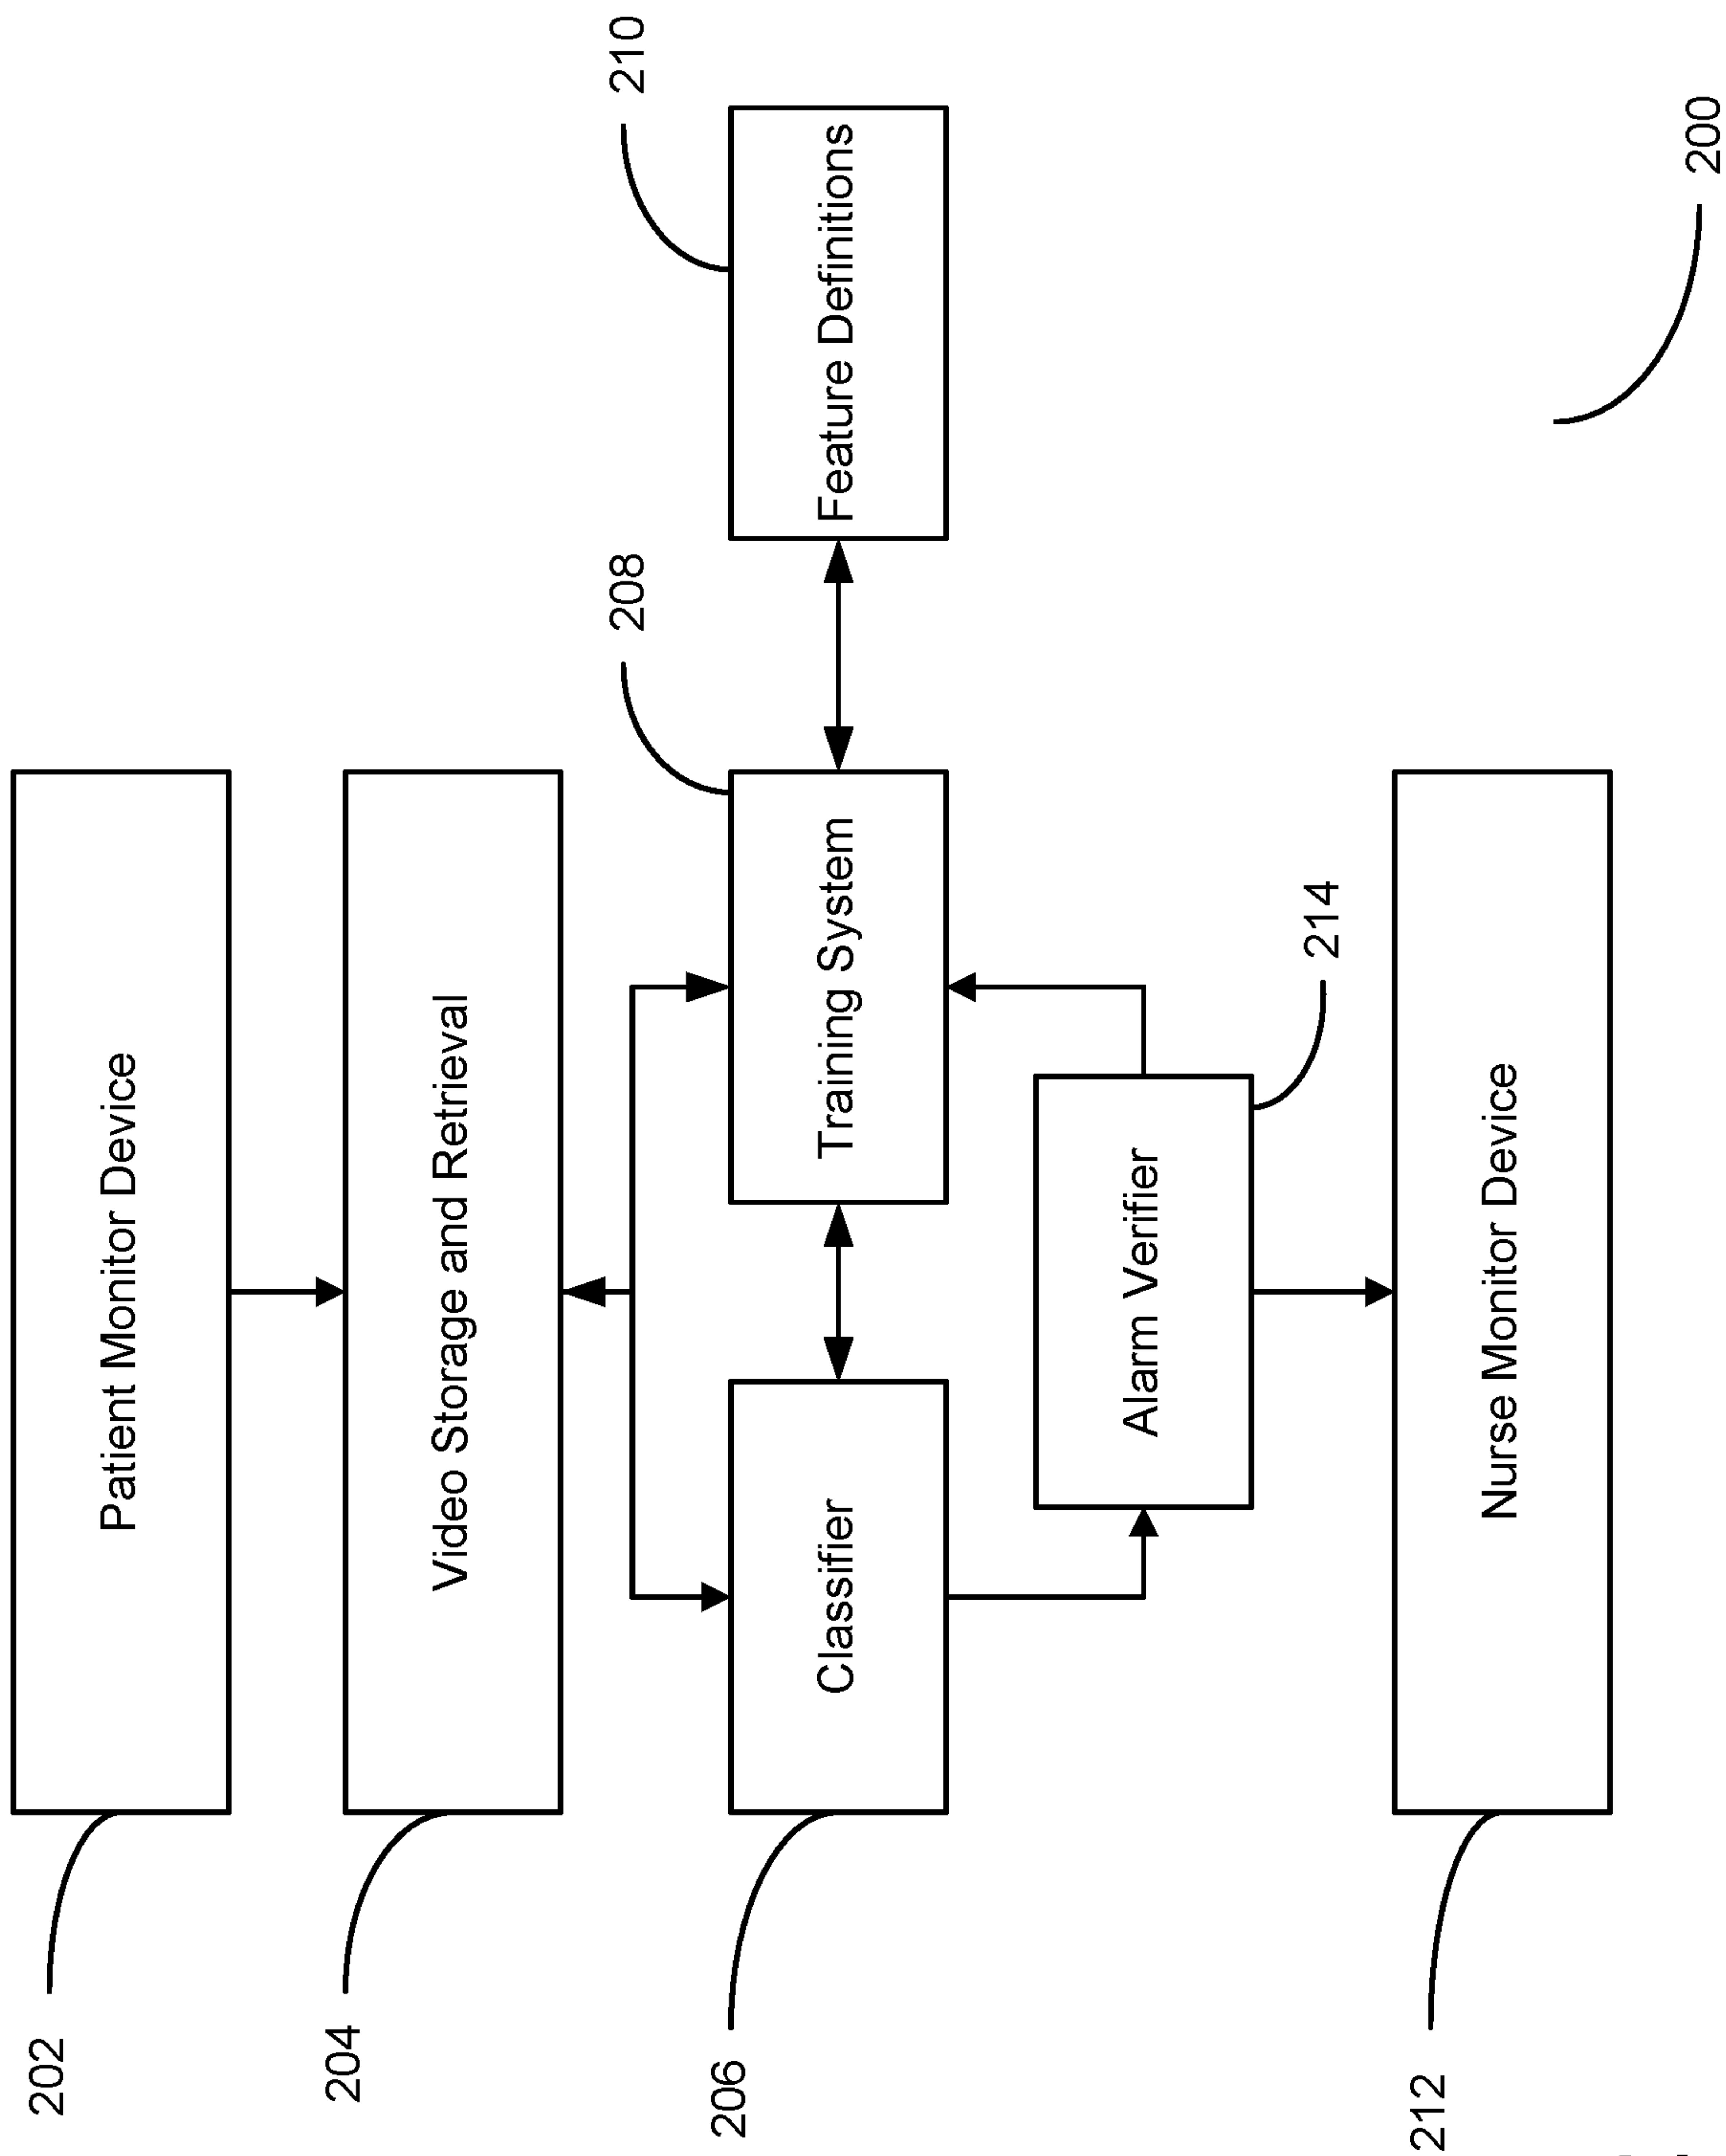 202
Patient Monitor Device
204
Video Storage and Retrieval
206
Classifier
208
Training System
210
Feature Definitions
Alarm Verifier
214
212
Nurse Monitor Device
200